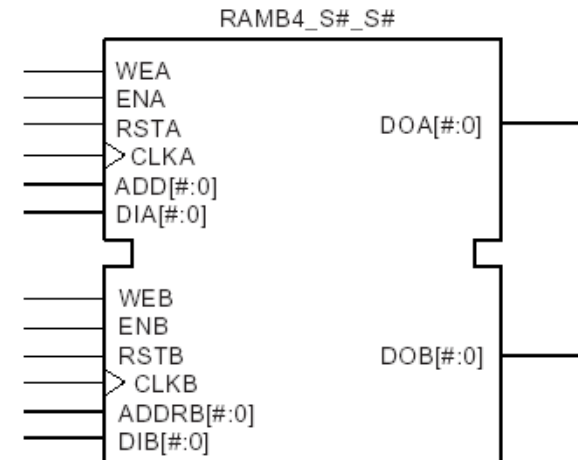 RAMB4_S#_S#
WEA
ENA
RSTA
CLKA
ADD[#:0]
DIA[#:0]
DOA[#:0]
WEB
ENB
RSTB
CLKB
ADDRB[#:0]
DIB[#:0]
DOB[#:0]